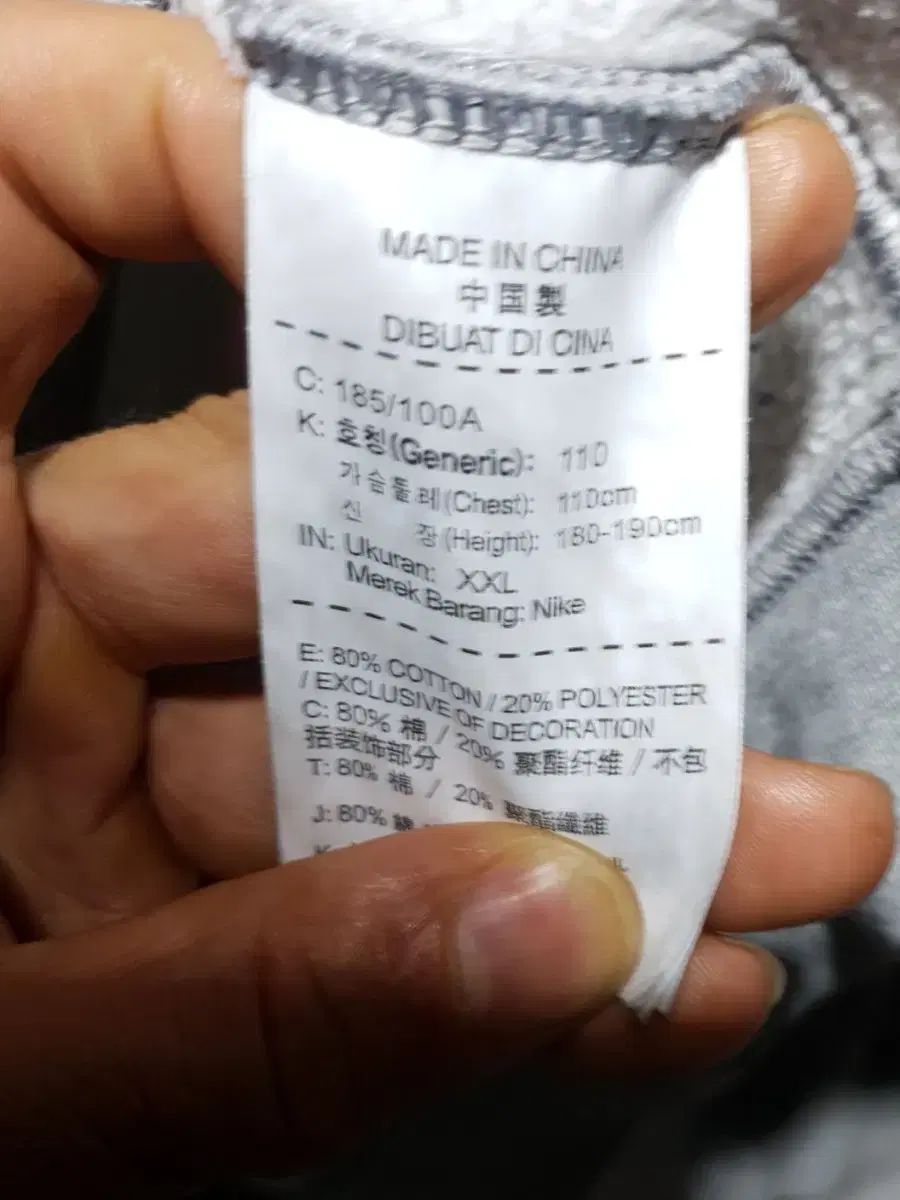 MADE IN CHINA
中国製
DIBUAT DI CINA
C: 185/100A
K: 호칭(Generic): 110
가슴둘레(Chest): 110cm
신 장(Height): 180-190cm
IN: Ukuran: XXL
Merek Barang: Nike
E: 80% COTTON / 20% POLYESTER
/ EXCLUSIVE OF DECORATION
C: 80% 棉 / 20% 聚酯纤维 / 不包
括装饰部分
T: 80% 棉 / 20% 聚酯纖維
J: 80% 綿